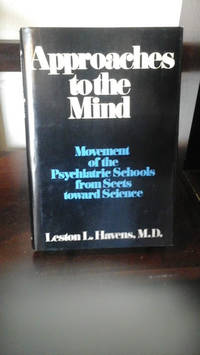 Approaches
to the
Mind
Movement
of the
Psychiatric Schools
from Sects
toward Science
Leston L. Havens, M.D.